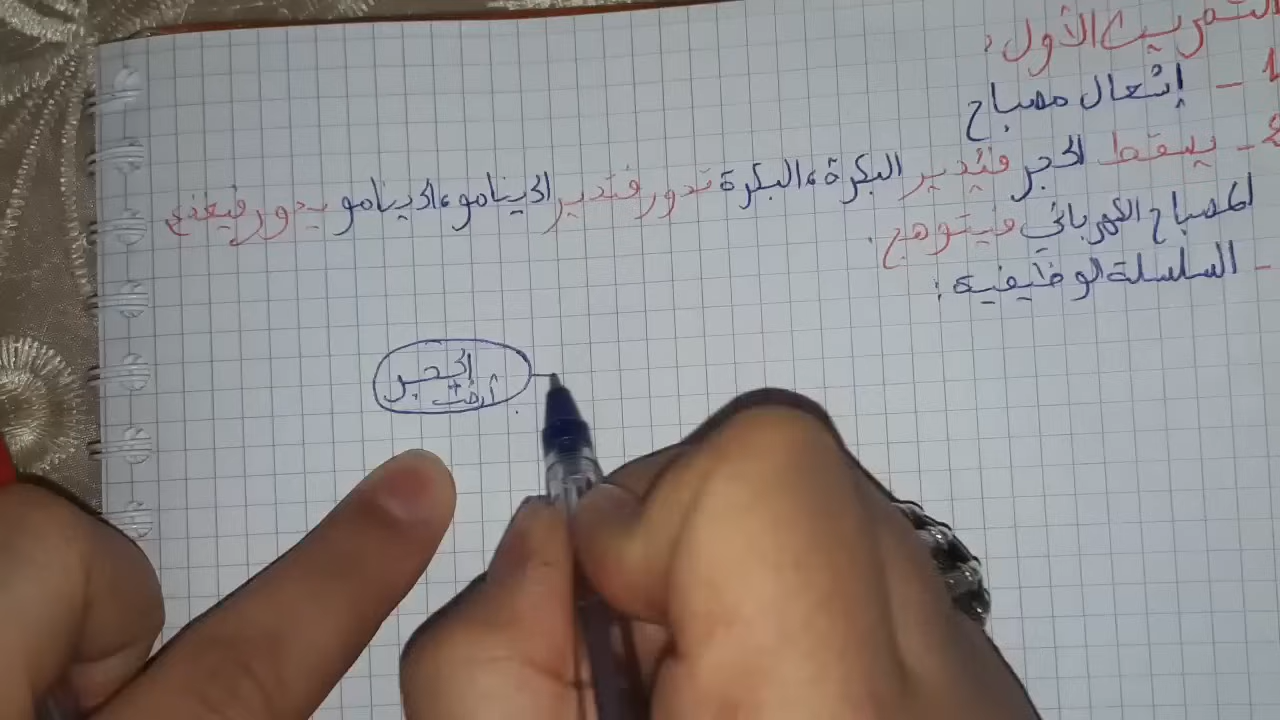 التمرين الأول:
1 - إشعال مصباح
2 - يسقط الحجر فيدير البكرة، البكرة تدور فتدير الدينامو، الدينامو يدور فيغذي
المصباح الكهربائي فيتوهج.
- السلسلة الوظيفية:
الحجر
+ أرض